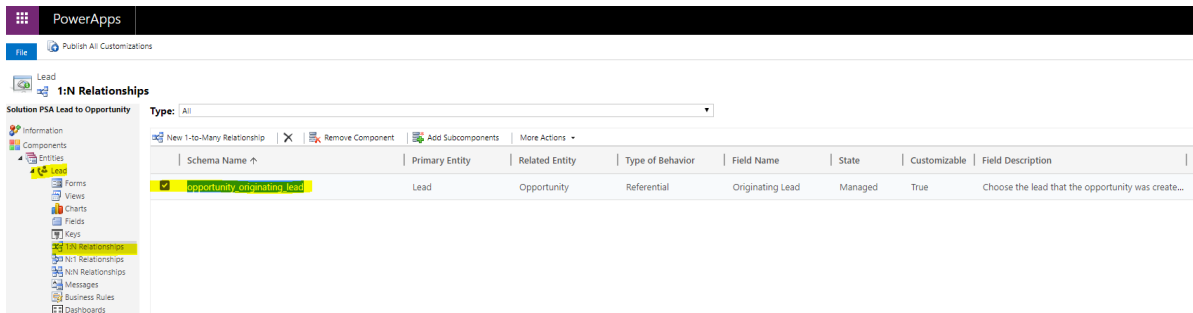 PowerApps
File
Publish All Customizations
Lead
1:N Relationships
Solution PSA Lead to Opportunity
Information
Components
Entities
Lead
Forms
Views
Charts
Fields
Keys
1:N Relationships
N:1 Relationships
N:N Relationships
Messages
Business Rules
Dashboards
Type: All
New 1-to-Many Relationship Remove Component Add Subcomponents More Actions
Schema Name ↑ Primary Entity Related Entity Type of Behavior Field Name State Customizable Field Description
opportunity_originating_lead Lead Opportunity Referential Originating Lead Managed True Choose the lead that the opportunity was create...